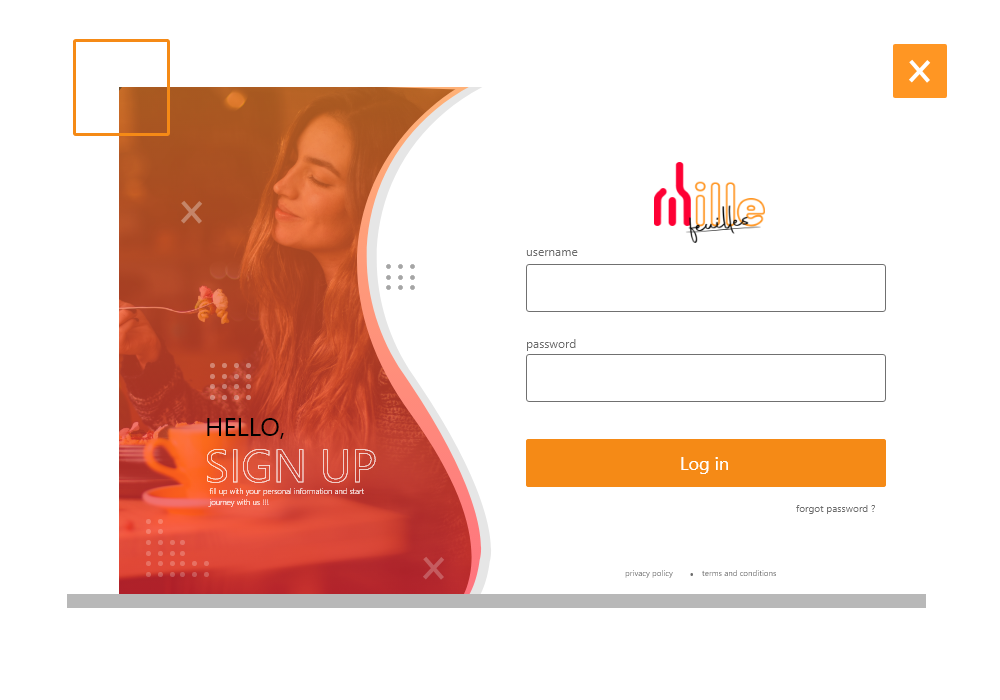 HELLO,
SIGN UP
fill up with your personal information and start
journey with us !!!
ille
feuilles
username
password
Log in
forgot password ?
privacy policy • terms and conditions